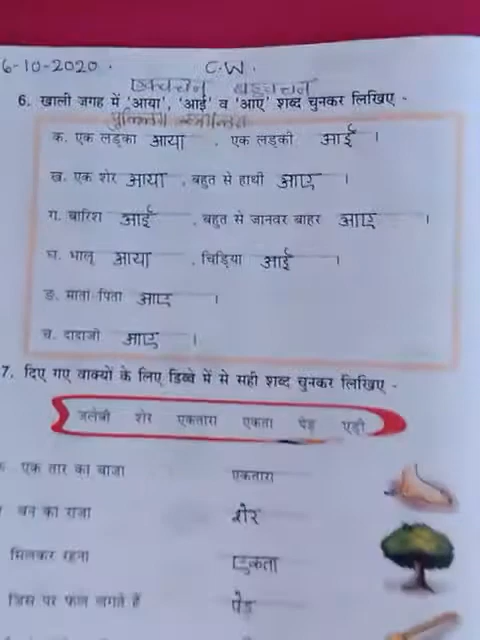 6-10-2020. C.W.
एकवचन बहुवचन
6. खाली जगह में 'आया', 'आई' व 'आए' शब्द चुनकर लिखिए -
पुल्लिंग स्त्रीलिंग
क. एक लड़का आया . एक लड़की आई ।
ख. एक शेर आया . बहुत से हाथी आए ।
ग. बारिश आई . बहुत से जानवर बाहर आए ।
घ. भालू आया . चिड़िया आई ।
ङ. माता पिता आए ।
च. दादाजी आए ।
7. दिए गए वाक्यों के लिए डिब्बे में से सही शब्द चुनकर लिखिए -
जलेबी शेर एकतारा एकता पेड़ एड़ी
एक तार का बाजा एकतारा
वन का राजा शेर
मिलकर रहना एकता
जिस पर फल लगते हैं पेड